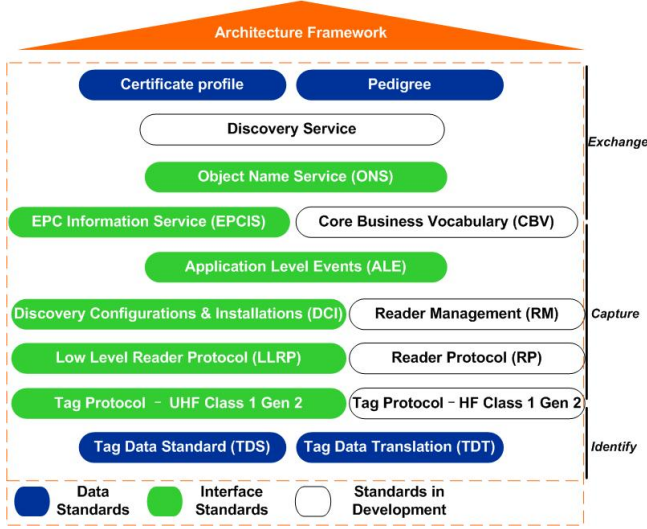 Architecture Framework
Certificate profile
Pedigree
Discovery Service
Exchange
Object Name Service (ONS)
EPC Information Service (EPCIS)
Core Business Vocabulary (CBV)
Application Level Events (ALE)
Discovery Configurations & Installations (DCI)
Reader Management (RM)
Capture
Low Level Reader Protocol (LLRP)
Reader Protocol (RP)
Tag Protocol – UHF Class 1 Gen 2
Tag Protocol – HF Class 1 Gen 2
Tag Data Standard (TDS)
Tag Data Translation (TDT)
Identify
Data
Standards
Interface
Standards
Standards in
Development